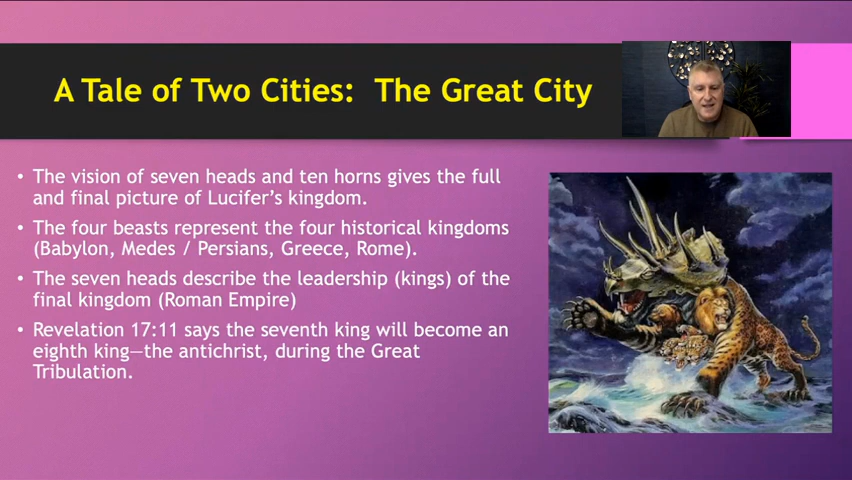 A Tale of Two Cities:  The Great City
• The vision of seven heads and ten horns gives the full
and final picture of Lucifer's kingdom.
• The four beasts represent the four historical kingdoms
(Babylon, Medes / Persians, Greece, Rome).
• The seven heads describe the leadership (kings) of the
final kingdom (Roman Empire)
• Revelation 17:11 says the seventh king will become an
eighth king—the antichrist, during the Great
Tribulation.